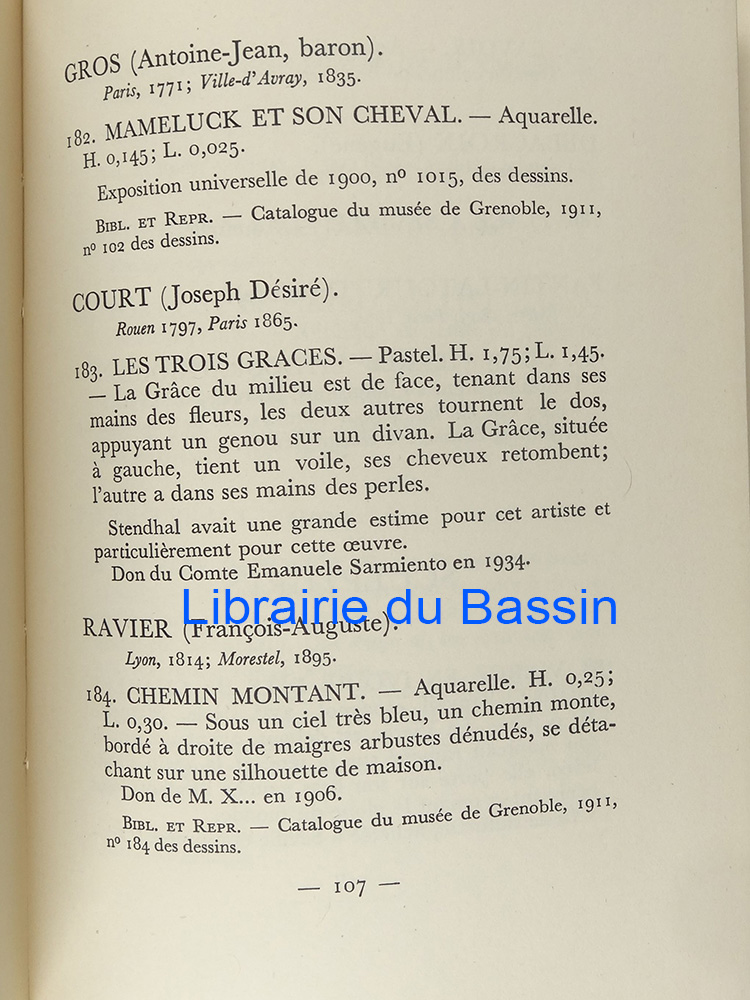 GROS (Antoine-Jean, baron).
Paris, 1771; Ville-d'Avray, 1835.
182. MAMELUCK ET SON CHEVAL. — Aquarelle.
H. 0,145; L. 0,025.
Exposition universelle de 1900, nº 1015, des dessins.
BIBL. ET REPR. — Catalogue du musée de Grenoble, 1911,
nº 102 des dessins.
COURT (Joseph Désiré).
Rouen 1797, Paris 1865.
183. LES TROIS GRACES. — Pastel. H. 1,75; L. 1,45.
— La Grâce du milieu est de face, tenant dans ses
mains des fleurs, les deux autres tournent le dos,
appuyant un genou sur un divan. La Grâce, située
à gauche, tient un voile, ses cheveux retombent;
l'autre a dans ses mains des perles.
Stendhal avait une grande estime pour cet artiste et
particulièrement pour cette œuvre.
Don du Comte Emanuele Sarmiento en 1934.
Librairie du Bassin
RAVIER (François-Auguste).
Lyon, 1814; Morestel, 1895.
184. CHEMIN MONTANT. — Aquarelle. H. 0,25;
L. 0,30. — Sous un ciel très bleu, un chemin monte,
bordé à droite de maigres arbustes dénudés, se déta-
chant sur une silhouette de maison.
Don de M. X... en 1906.
BIBL. ET REPR. — Catalogue du musée de Grenoble, 1911,
nº 184 des dessins.
— 107 —